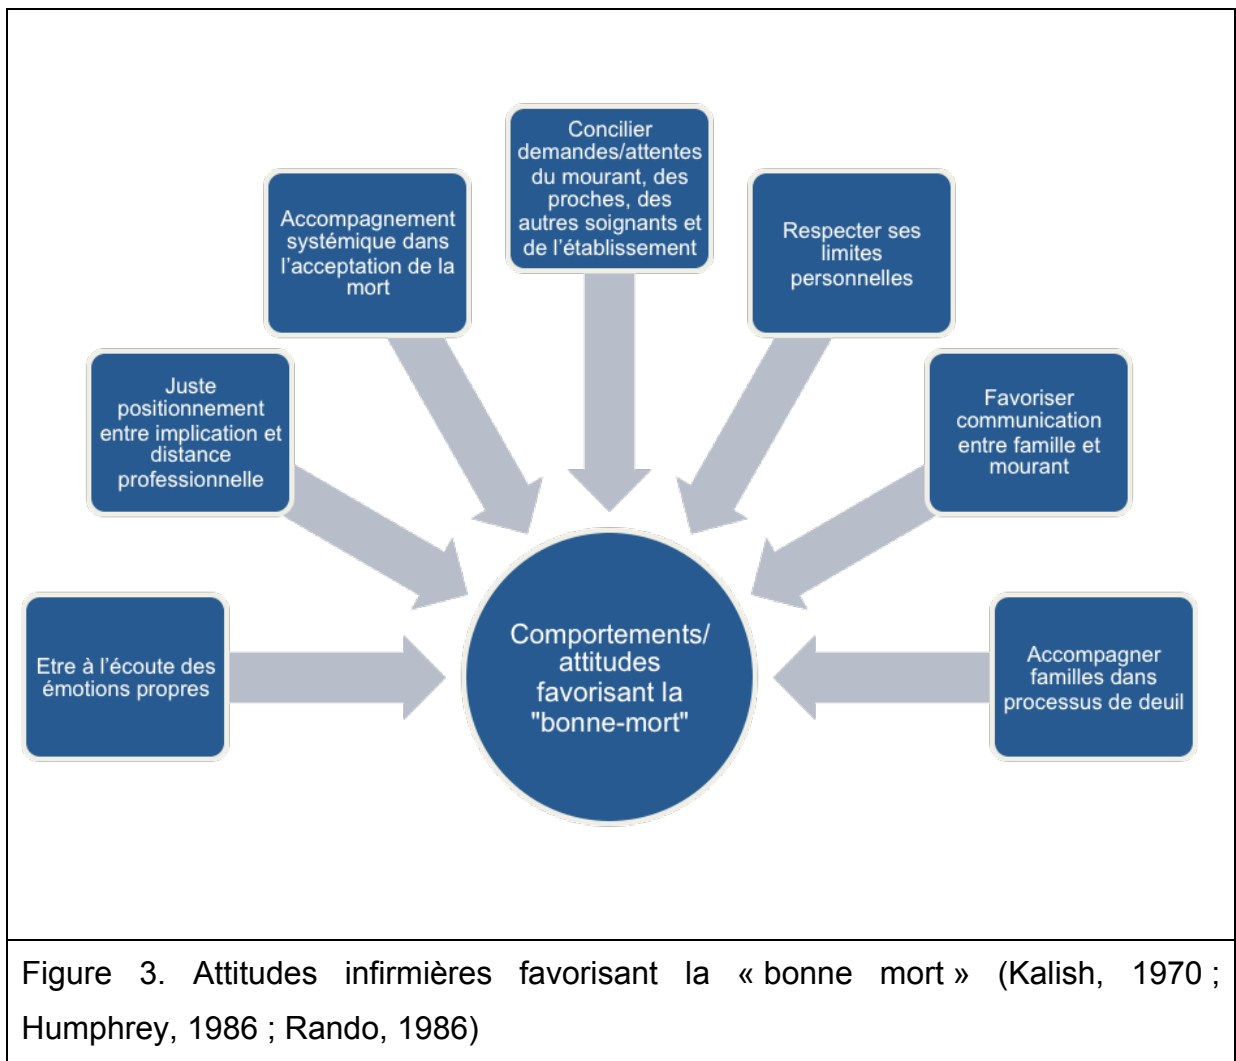 Concilier
demandes/attentes
du mourant, des
proches, des
autres soignants et
de l’établissement
Accompagnement
systémique dans
l’acceptation de la
mort
Respecter ses
limites
personnelles
Juste
positionnement
entre implication et
distance
professionnelle
Favoriser
communication
entre famille et
mourant
Etre à l’écoute des
émotions propres
Comportements/
attitudes
favorisant la
"bonne-mort"
Accompagner
familles dans
processus de deuil
Figure 3. Attitudes infirmières favorisant la « bonne mort » (Kalish, 1970 ;
Humphrey, 1986 ; Rando, 1986)